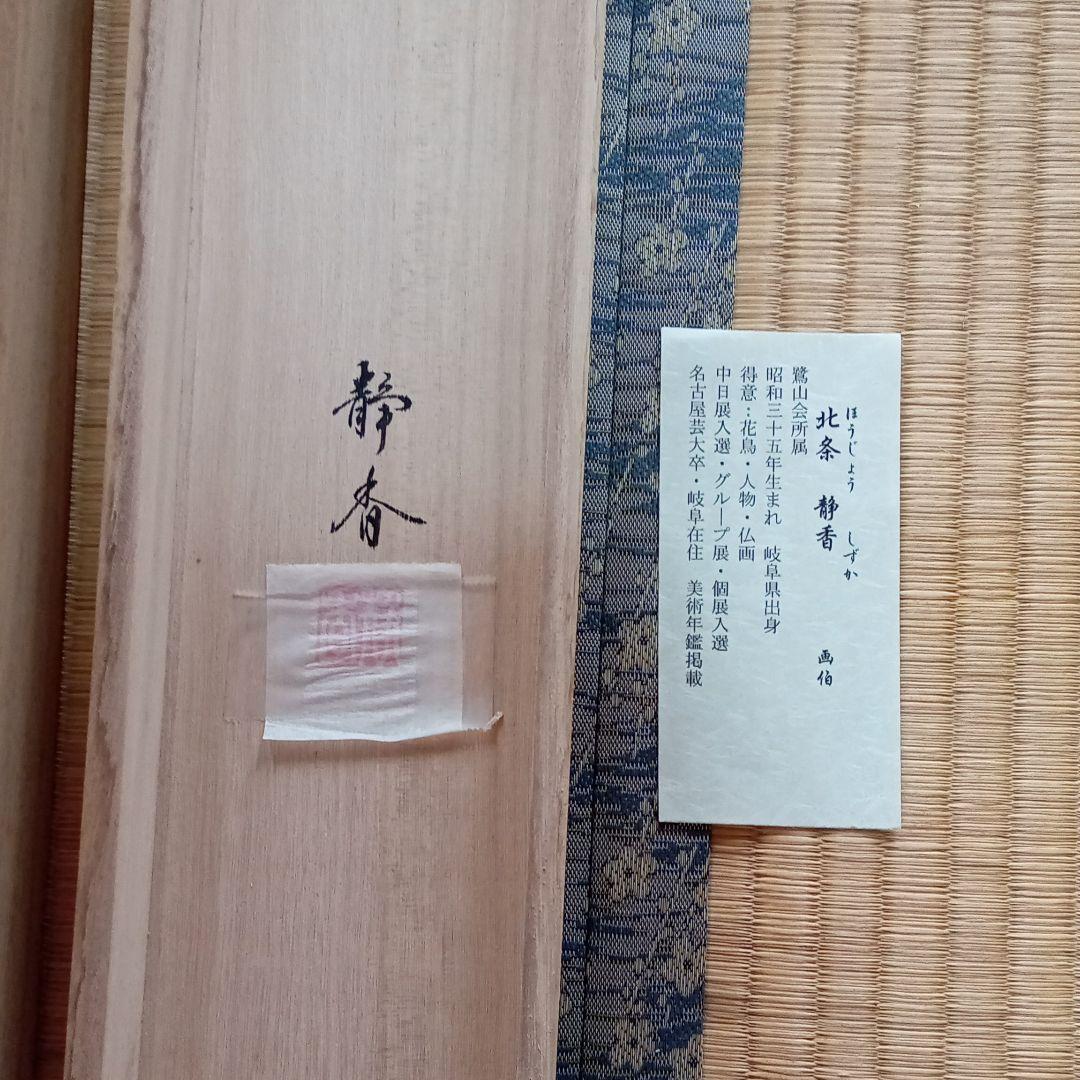 静香
北条 静香 画伯
ほうじょう しずか
鷺山会所属
昭和三十五年生まれ 岐阜県出身
得意：花鳥・人物・仏画
中日展入選・グループ展・個展入選
名古屋芸大卒・岐阜在住 美術年鑑掲載